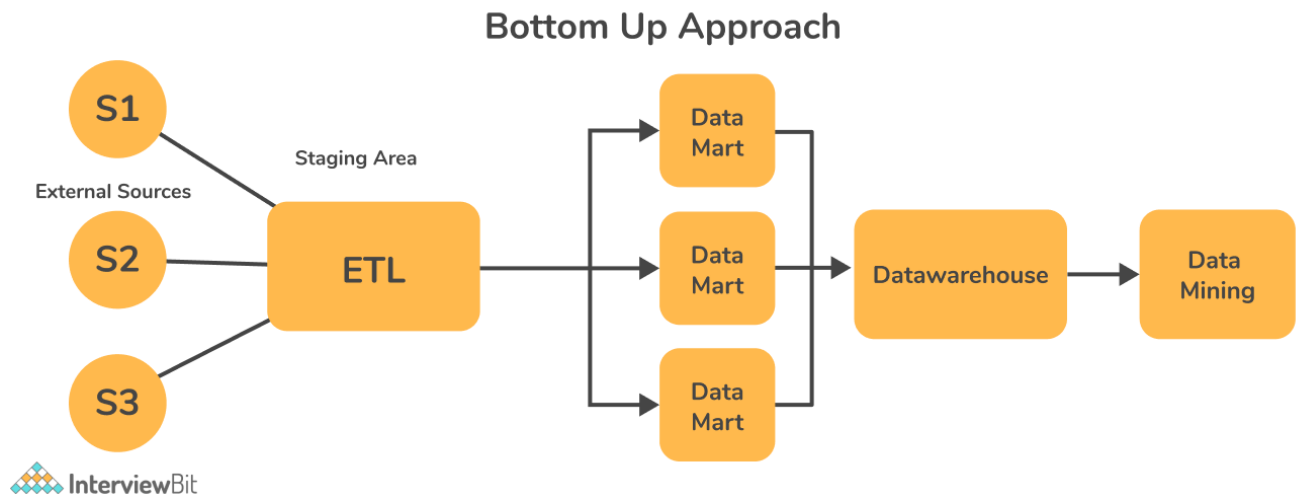 Bottom Up Approach
S1
Staging Area
External Sources
S2
S3
ETL
Data
Mart
Data
Mart
Data
Mart
Datawarehouse
Data
Mining
InterviewBit